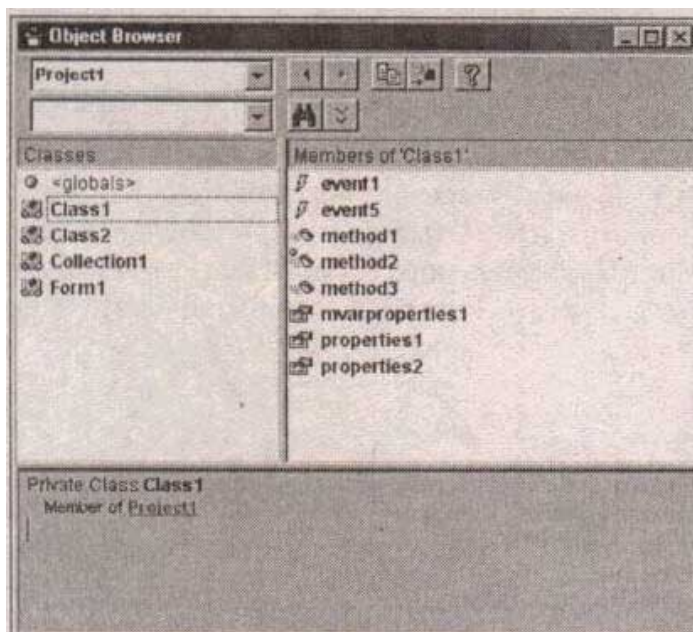 Object Browser
Project1
Classes
<globals>
Class1
Class2
Collection1
Form1
Members of 'Class1'
event1
event5
method1
method2
method3
mvarproperties1
properties1
properties2
Private Class Class1
Member of Project1